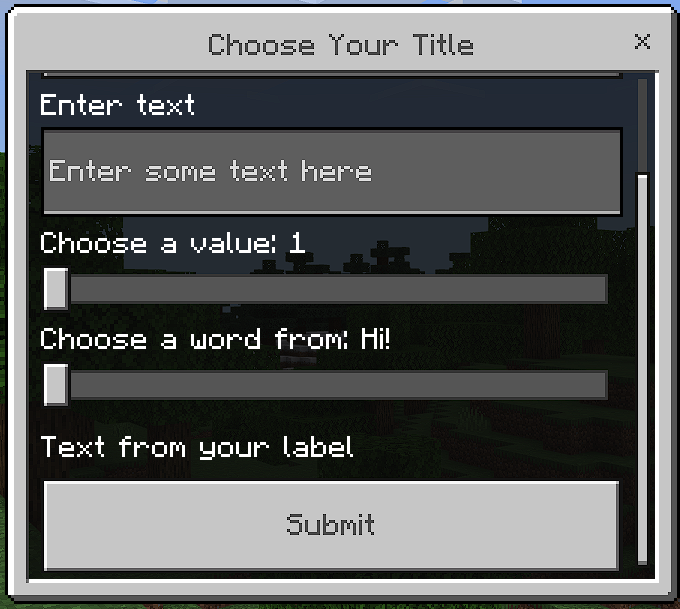 Choose Your Title
Enter text
Enter some text here
Choose a value: 1
Choose a word from: Hi!
Text from your label
Submit